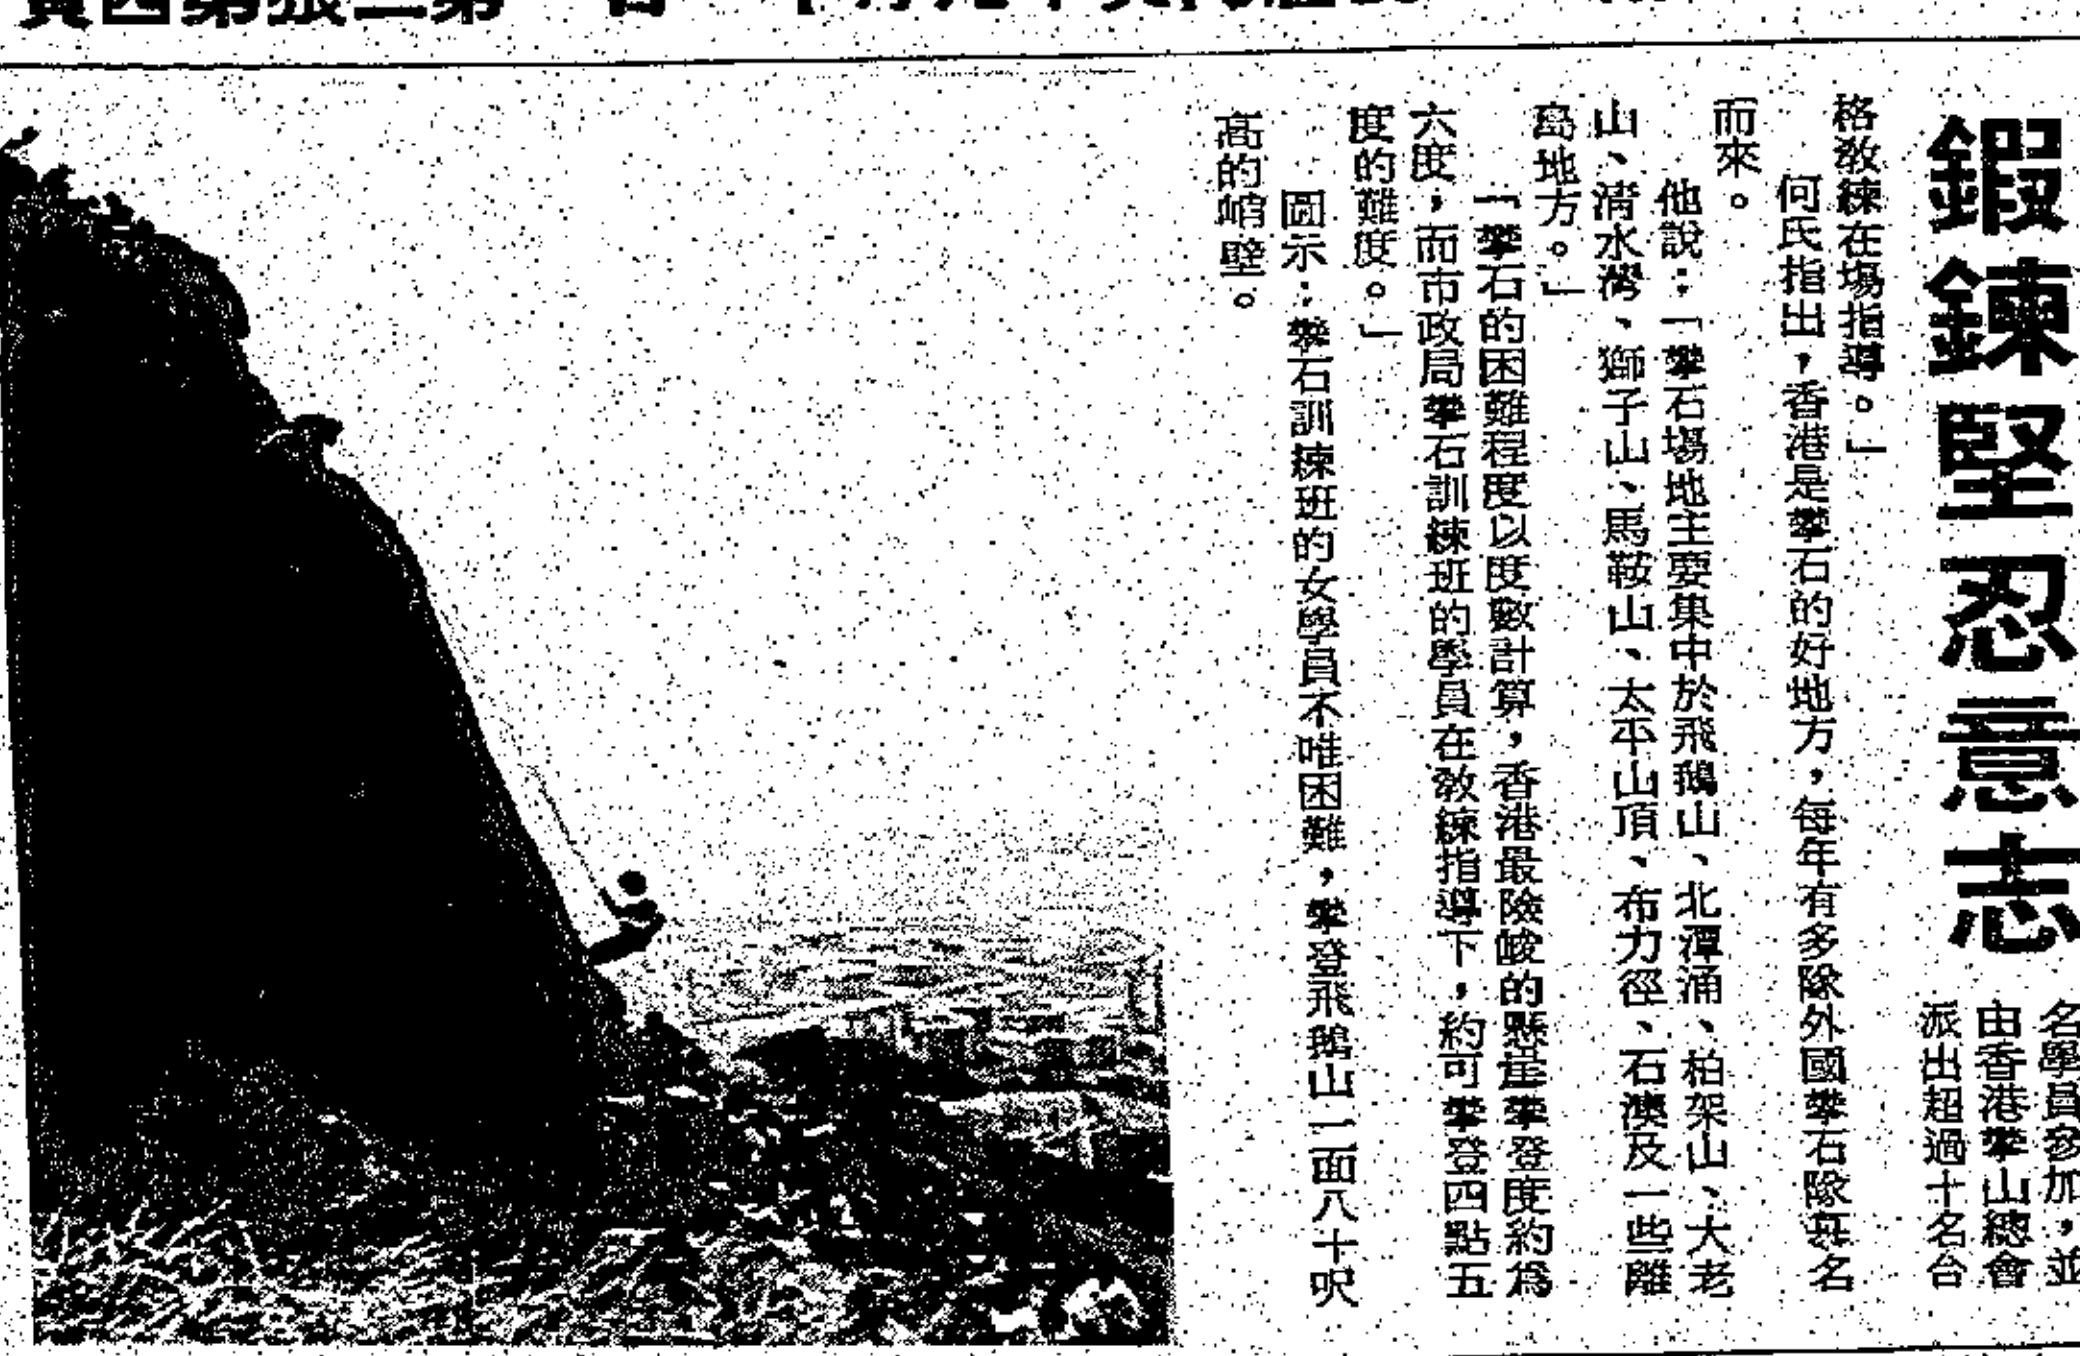 鍜鍊堅忍意志
名學員參加，並
由香港攀山總會
派出超過十名合
格教練在場指導。」
何氏指出，香港是攀石的好地方，每年有多隊外國攀石隊慕名
而來。
他說：「攀石場地主要集中於飛鵝山、北潭涌、柏架山、大老
山、清水灣、獅子山、馬鞍山、太平山頂、布力徑、石澳及一些離
島地方。」
「攀石的困難程度以度數計算，香港最險峻的懸崖攀登度約為
六度，而市政局攀石訓練班的學員在教練指導下，約可攀登四點五
度的難度。」
圖示：攀石訓練班的女學員不唯困難，攀登飛鵝山一面八十呎
高的峭壁。